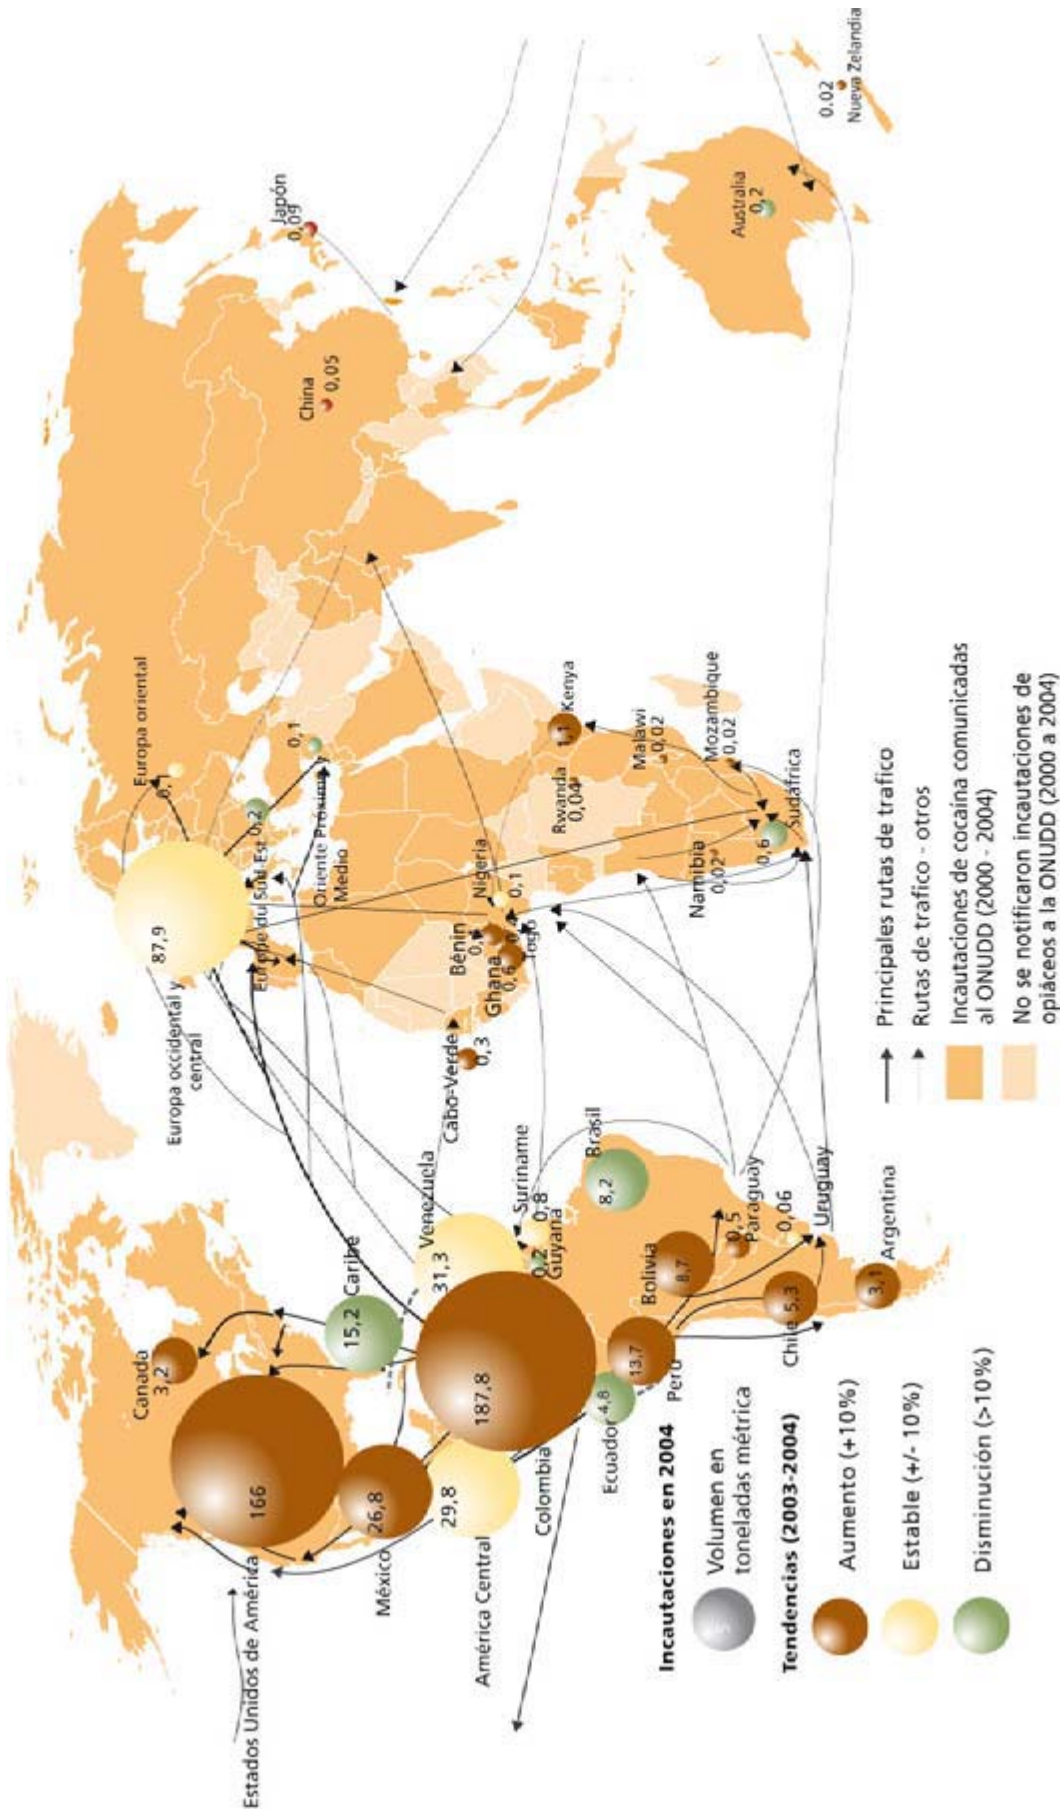 Estados Unidos de América
166
Canada
3,2
México
26,8
América Central
29,8
Caribe
15,2
Venezuela
31,3
Colombia
187,8
Suriname
0,8
0,2
Guyana
Ecuador
4,8
Perú
13,7
Brasil
8,2
Bolivia
8,7
0,5
Paraguay
0,06
Uruguay
Chile
5,3
Argentina
3,1
Europa occidental y
central
87,9
Europa oriental
0,1
Europe du Sud-Est
0,2
Oriente Próximo y
Medio
0,1
Cabo-Verde
0,3
Ghana
0,6
Bénin
Togo
Nigeria
0,1
Rwanda
0,04
Kenya
1,1
Malawi
0,02
Mozambique
0,02
Namibia
0,02
Sudáfrica
0,6
China
0,05
Japón
0,09
Australia
0,2
0.02
Nueva Zelandia
Incautaciones en 2004
Volumen en
toneladas métrica
Tendencias (2003-2004)
Aumento (+10%)
Estable (+/- 10%)
Disminución (>10%)
Principales rutas de trafico
Rutas de trafico - otros
Incautaciones de cocaína comunicadas
al ONUDD (2000 - 2004)
No se notificaron incautaciones de
opiáceos a la ONUDD (2000 a 2004)